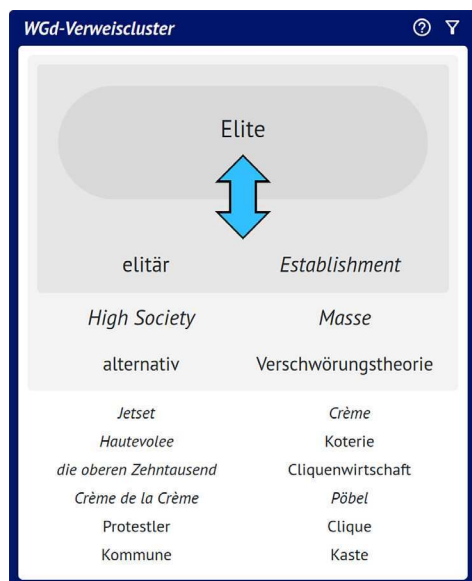 WGd-Verweiscluster
Elite
elitär Establishment
High Society Masse
alternativ Verschwörungstheorie
Jetset Crème
Hautevolee Koterie
die oberen Zehntausend Cliquenwirtschaft
Crème de la Crème Pöbel
Protestler Clique
Kommune Kaste